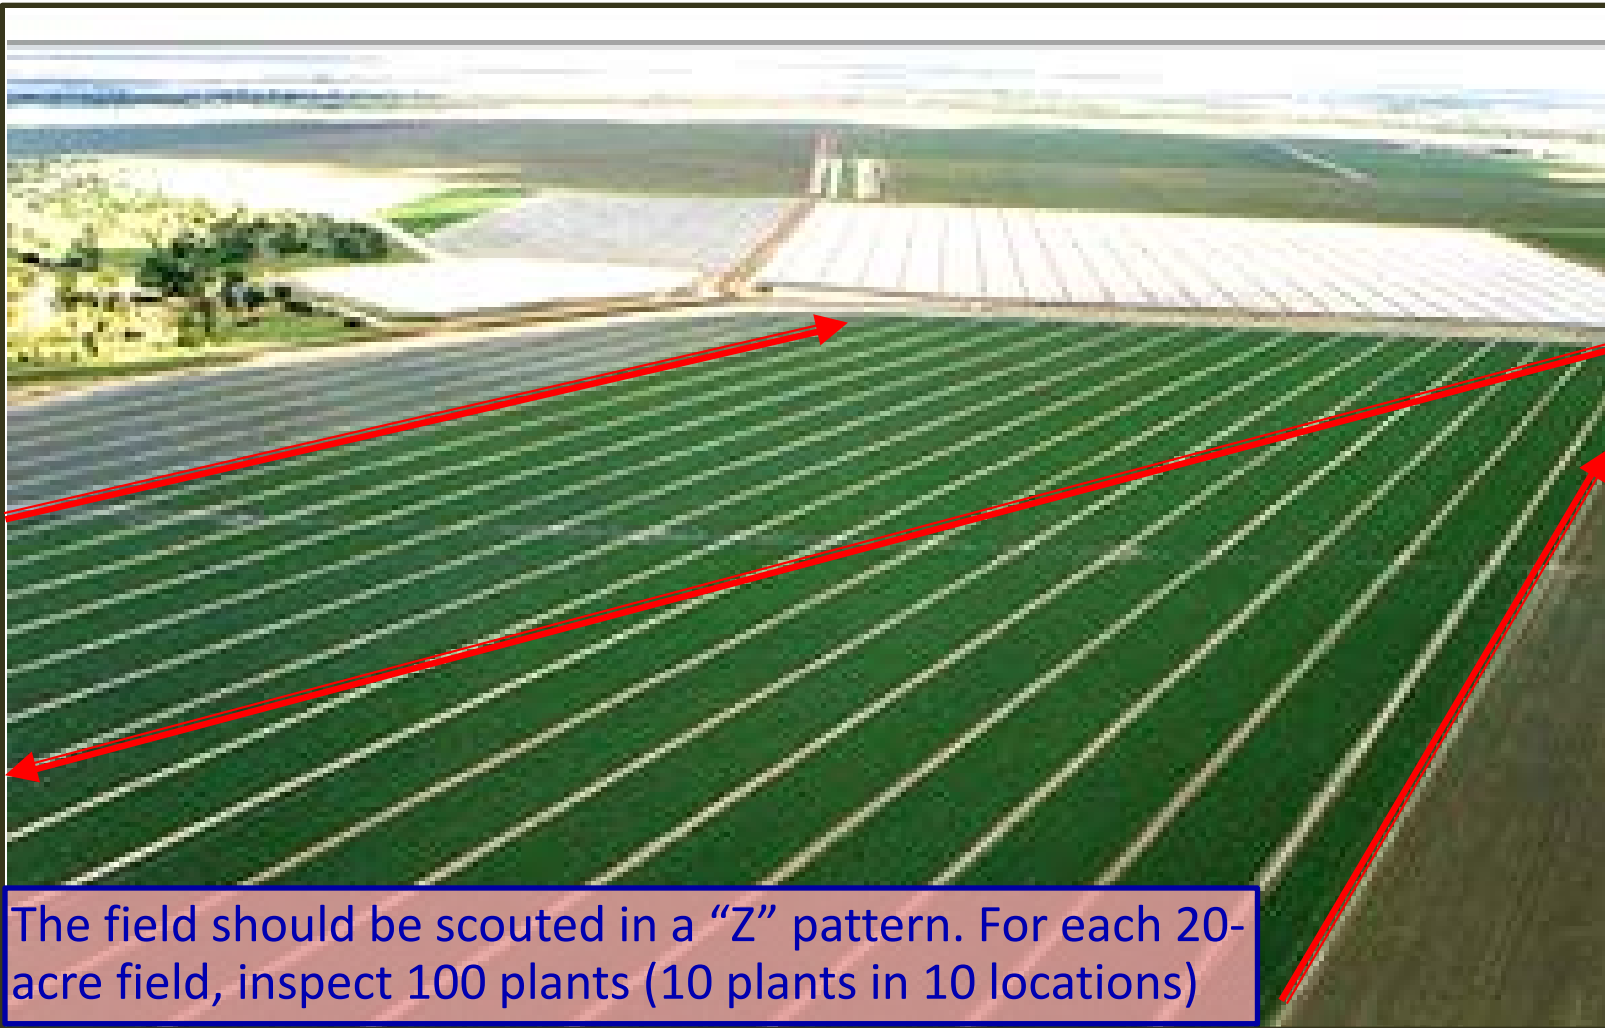 The field should be scouted in a “Z” pattern. For each 20-
acre field, inspect 100 plants (10 plants in 10 locations)